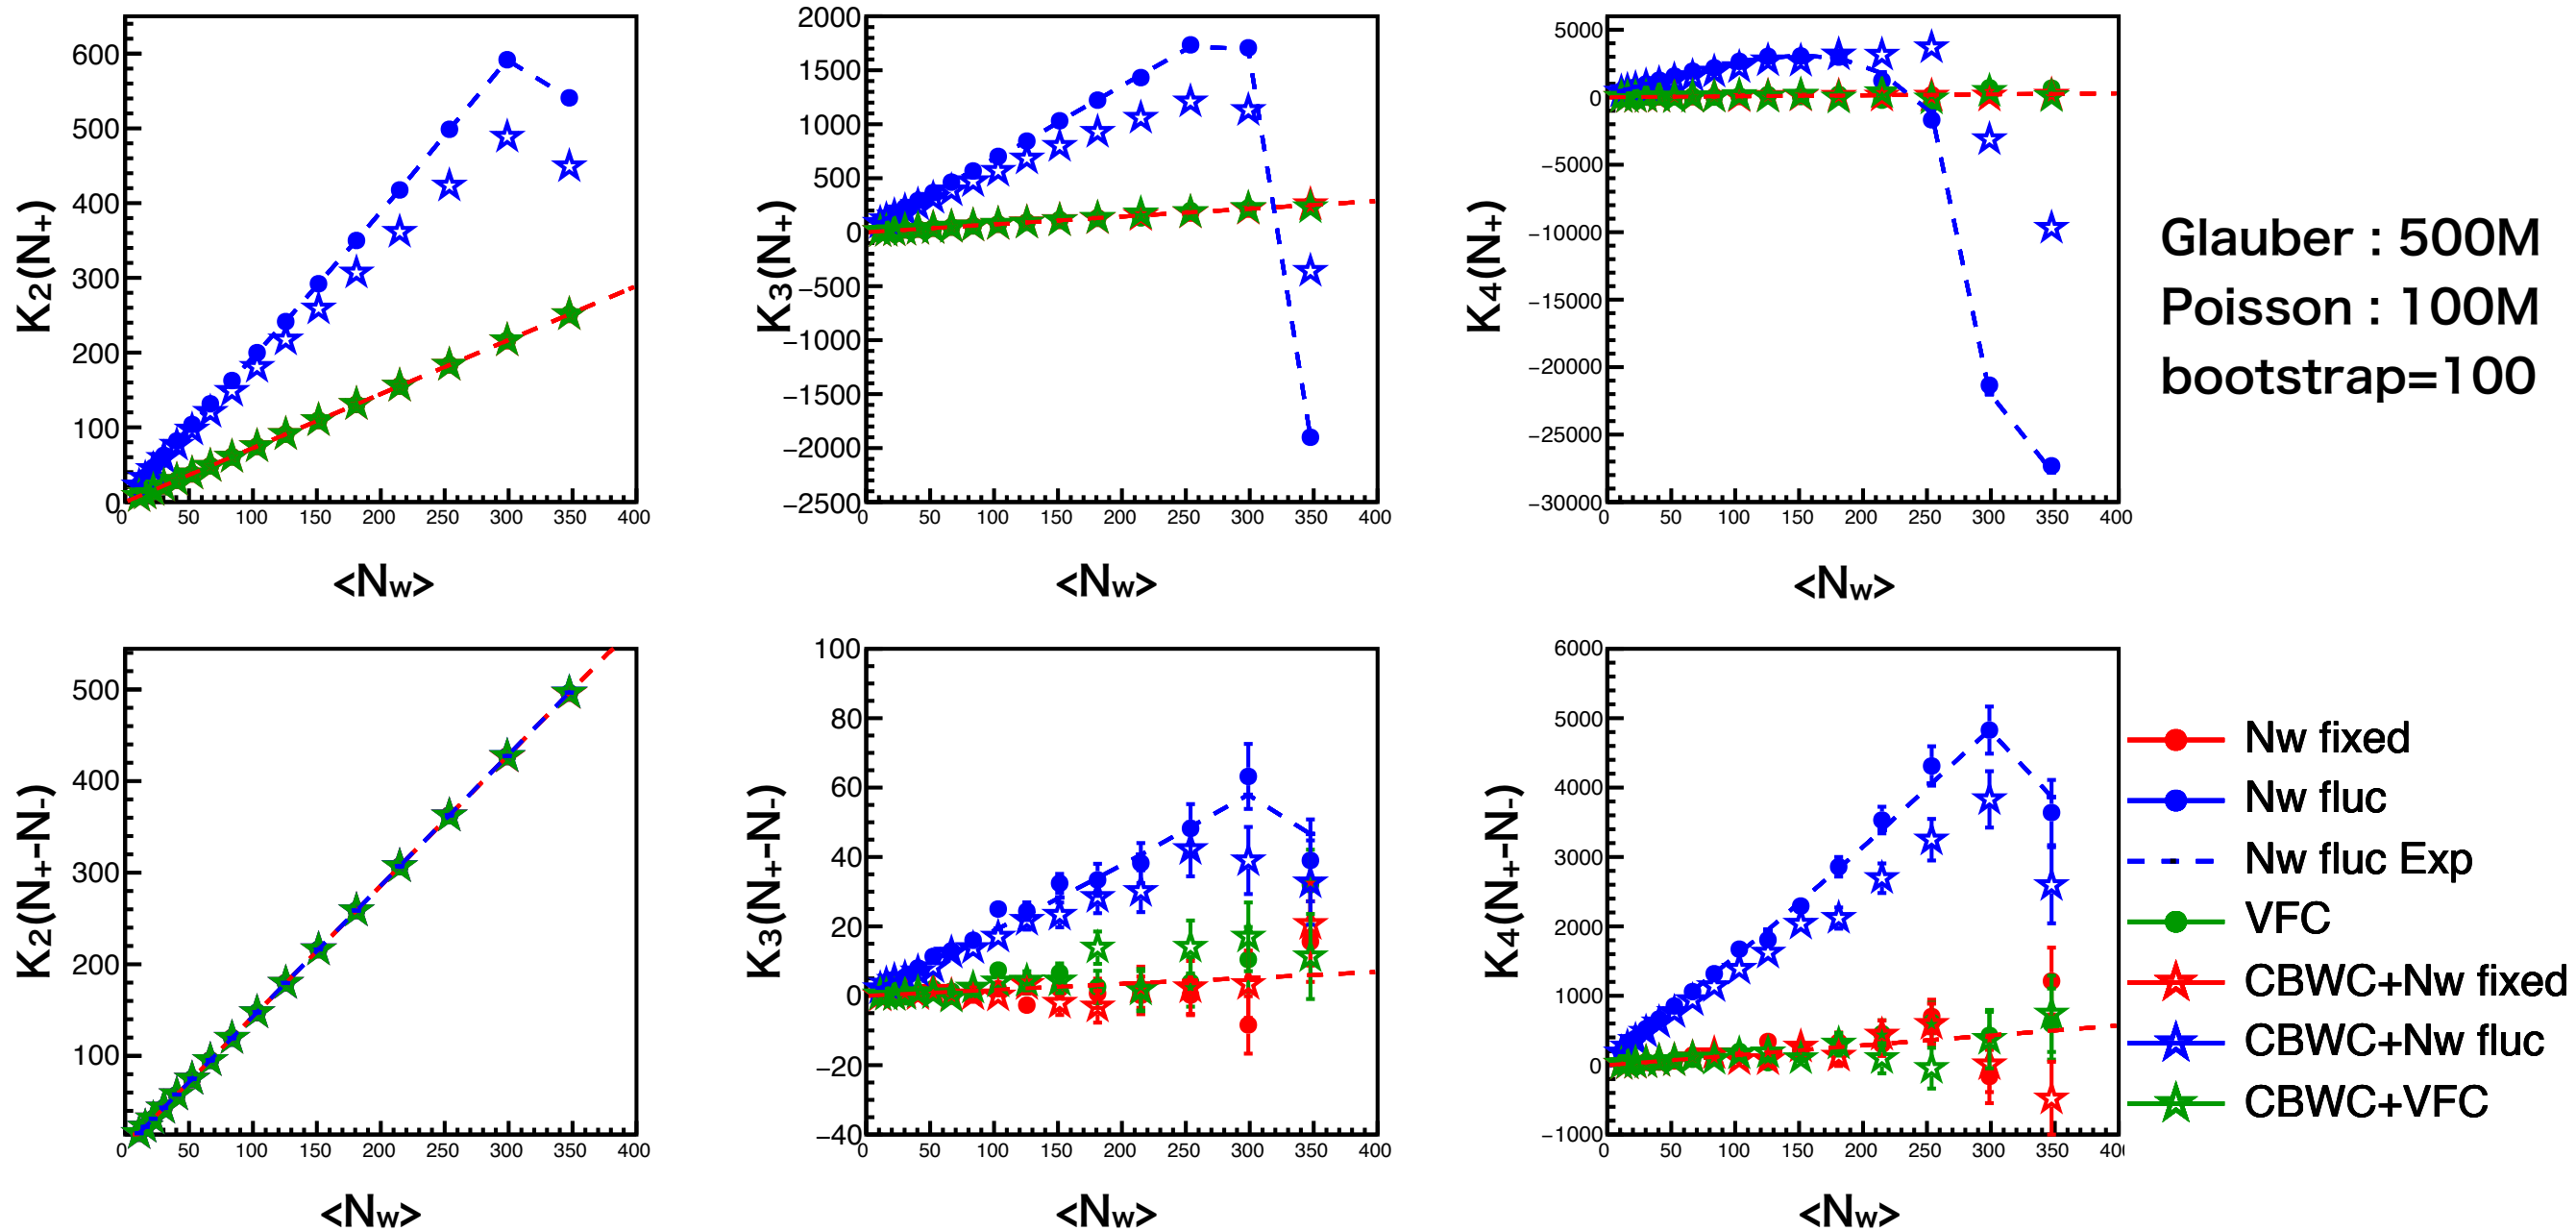 600
500
400
300
200
100
0
K2(N+)
0 50 100 150 200 250 300 350 400
<Nw>
2000
1500
1000
500
0
−500
−1000
−1500
−2000
−2500
K3(N+)
0 50 100 150 200 250 300 350 400
<Nw>
5000
0
−5000
−10000
−15000
−20000
−25000
−30000
K4(N+)
0 50 100 150 200 250 300 350 400
<Nw>
Glauber : 500M
Poisson : 100M
bootstrap=100
500
400
300
200
100
K2(N+-N-)
0 50 100 150 200 250 300 350 400
<Nw>
100
80
60
40
20
0
−20
−40
K3(N+-N-)
0 50 100 150 200 250 300 350 400
<Nw>
6000
5000
4000
3000
2000
1000
0
−1000
K4(N+-N-)
0 50 100 150 200 250 300 350 400
<Nw>
Nw fixed
Nw fluc
Nw fluc Exp
VFC
CBWC+Nw fixed
CBWC+Nw fluc
CBWC+VFC